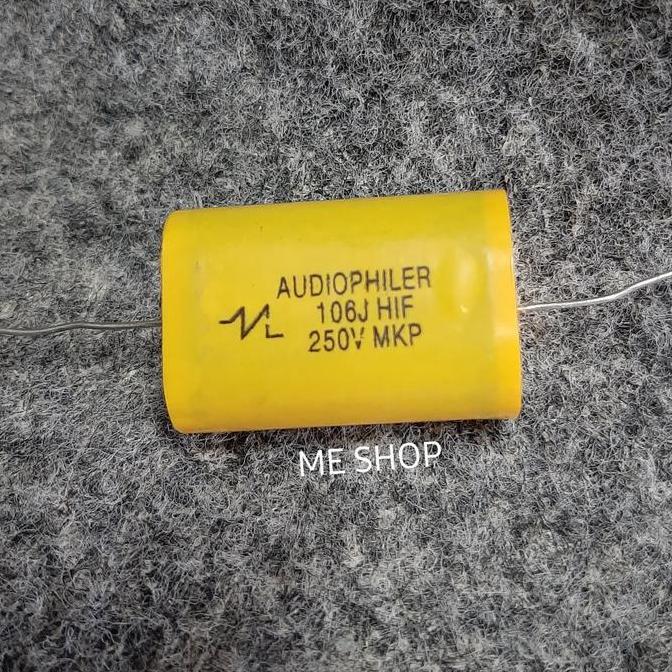 AUDIOPHILER
106J HIF
250V MKP
ME SHOP